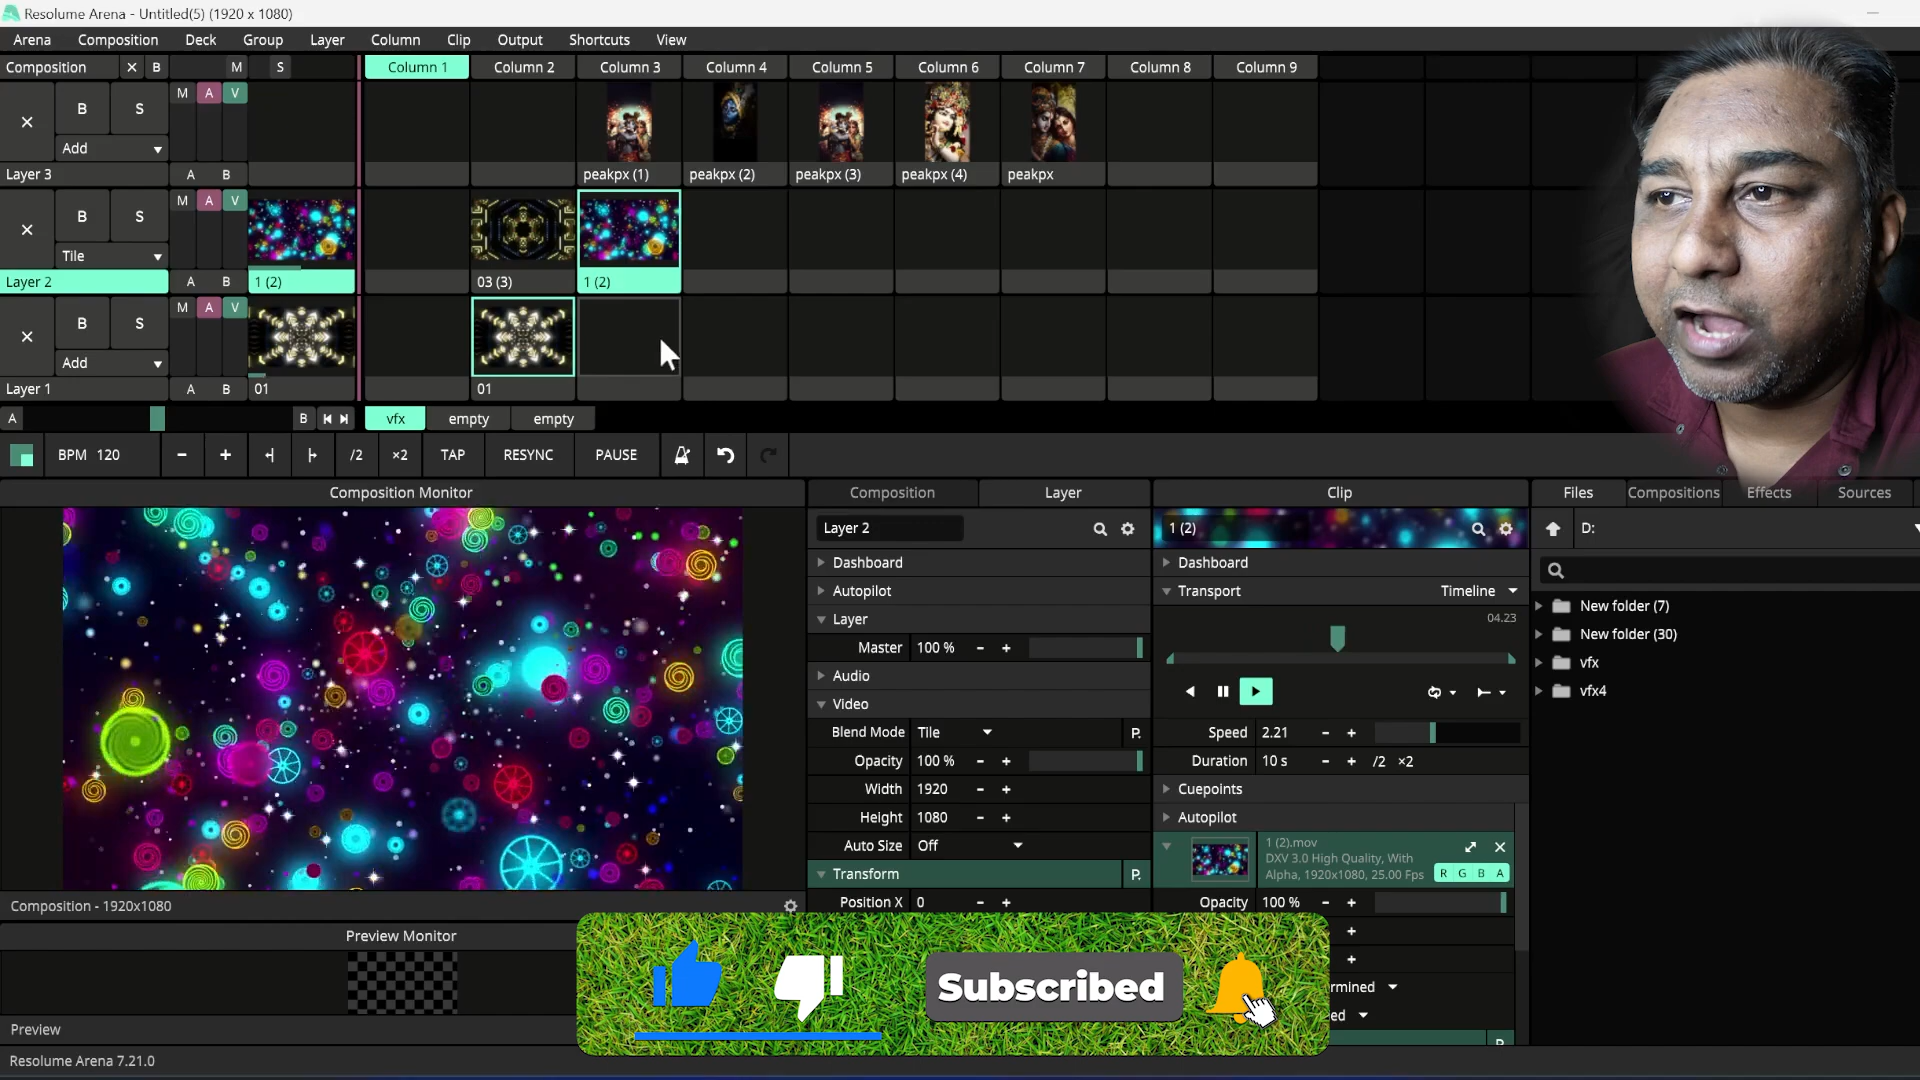 Resolume Arena - Untitled(5) (1920 x 1080)
Arena Composition Deck Group Layer Column Clip Output Shortcuts View
Composition X B M S Column 1 Column 2 Column 3 Column 4 Column 5 Column 6 Column 7 Column 8 Column 9
B S M A V
Add
Layer 3 A B peakpx (1) peakpx (2) peakpx (3) peakpx (4) peakpx
B S M A V
Tile
Layer 2 A B 1 (2) 03 (3) 1 (2)
B S M A V
Add
Layer 1 A B 01 01
A B vfx empty empty
BPM 120 - + /2 ×2 TAP RESYNC PAUSE
Composition Monitor
Composition - 1920x1080
Preview Monitor
Preview
Resolume Arena 7.21.0
Composition Layer
Layer 2
Dashboard
Autopilot
Layer
Master 100 % - +
Audio
Video
Blend Mode Tile P.
Opacity 100 % - +
Width 1920 - +
Height 1080 - +
Auto Size Off
Transform P.
Position X 0 - +
Clip
1 (2)
Dashboard
Transport Timeline
04.23
Speed 2.21 - +
Duration 10 s - + /2 ×2
Cuepoints
Autopilot
1 (2).mov
DXV 3.0 High Quality, With
Alpha, 1920x1080, 25.00 Fps R G B A
Opacity 100 % - +
+
+
rmined
ed
P.
Files Compositions Effects Sources
D:
New folder (7)
New folder (30)
vfx
vfx4
Subscribed